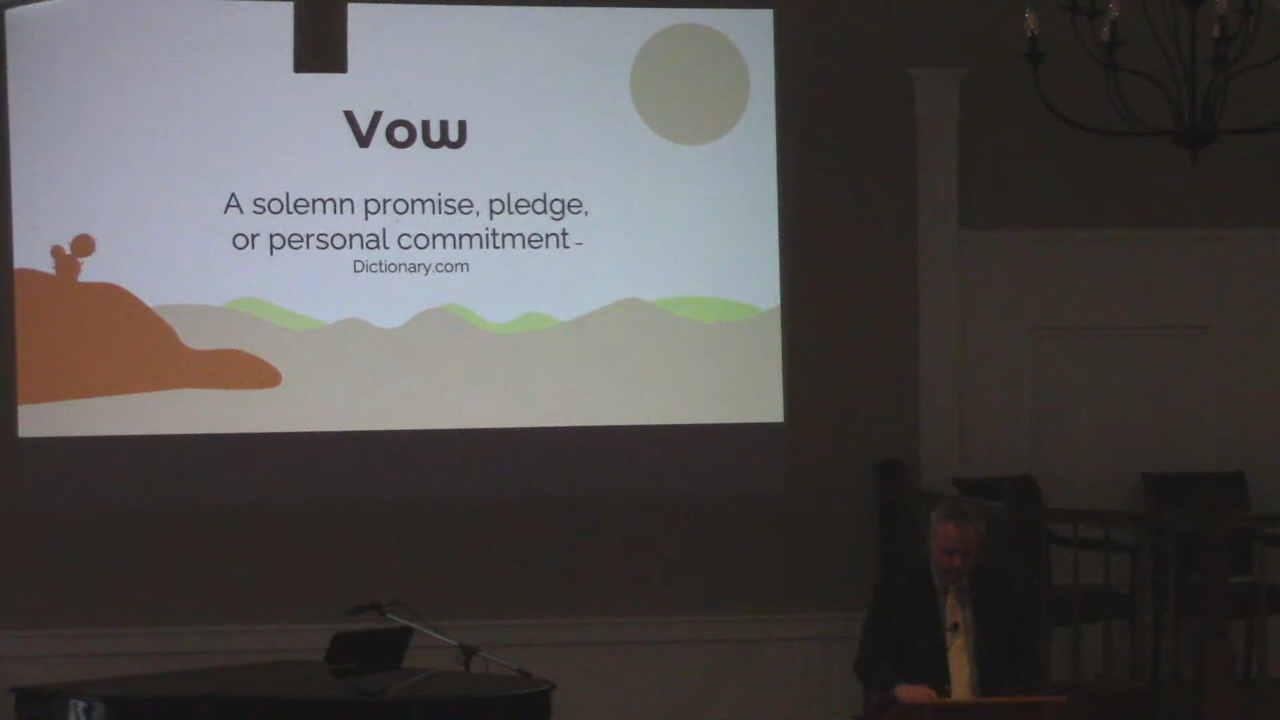 Vow
A solemn promise, pledge,
or personal commitment -
Dictionary.com